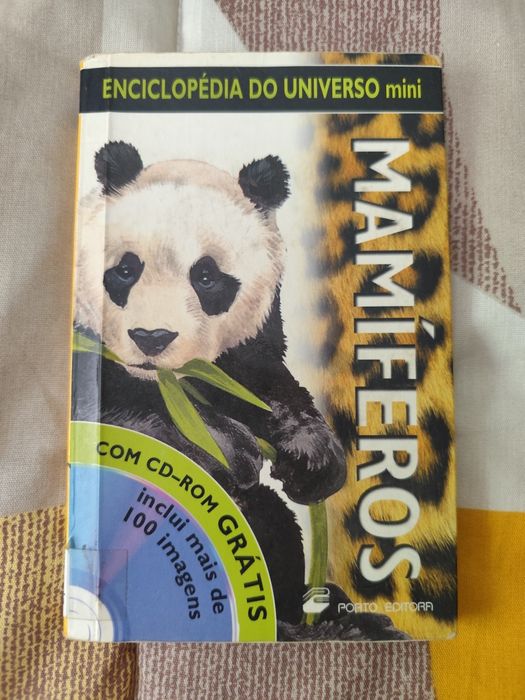 ENCICLOPÉDIA DO UNIVERSO mini
MAMÍFEROS
COM CD-ROM GRÁTIS
inclui mais de
100 imagens
PORTO EDITORA